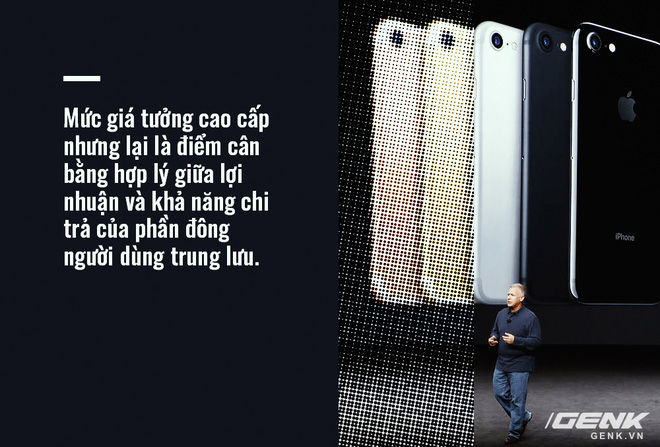 Mức giá tưởng cao cấp
nhưng lại là điểm cân
bằng hợp lý giữa lợi
nhuận và khả năng chi
trả của phần đông
người dùng trung lưu.
iPhone
/GENK
GENK.VN